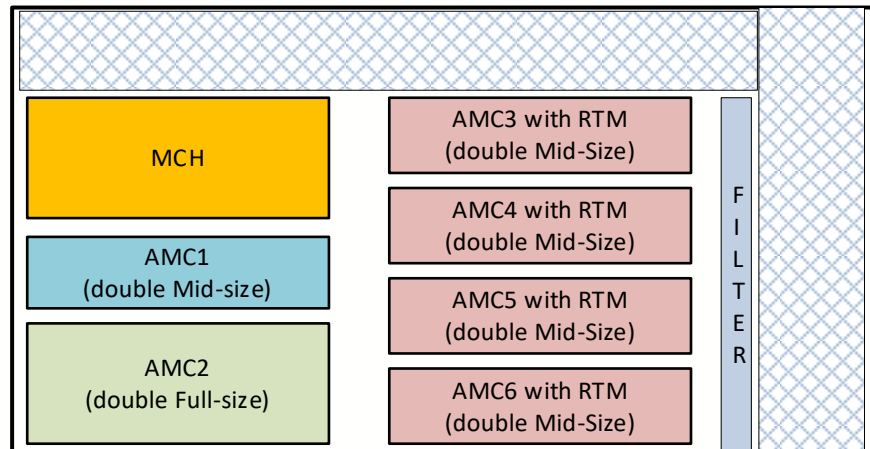 MCH
AMC1
(double Mid-size)
AMC2
(double Full-size)
AMC3 with RTM
(double Mid-Size)
AMC4 with RTM
(double Mid-Size)
AMC5 with RTM
(double Mid-Size)
AMC6 with RTM
(double Mid-Size)
F
I
L
T
E
R